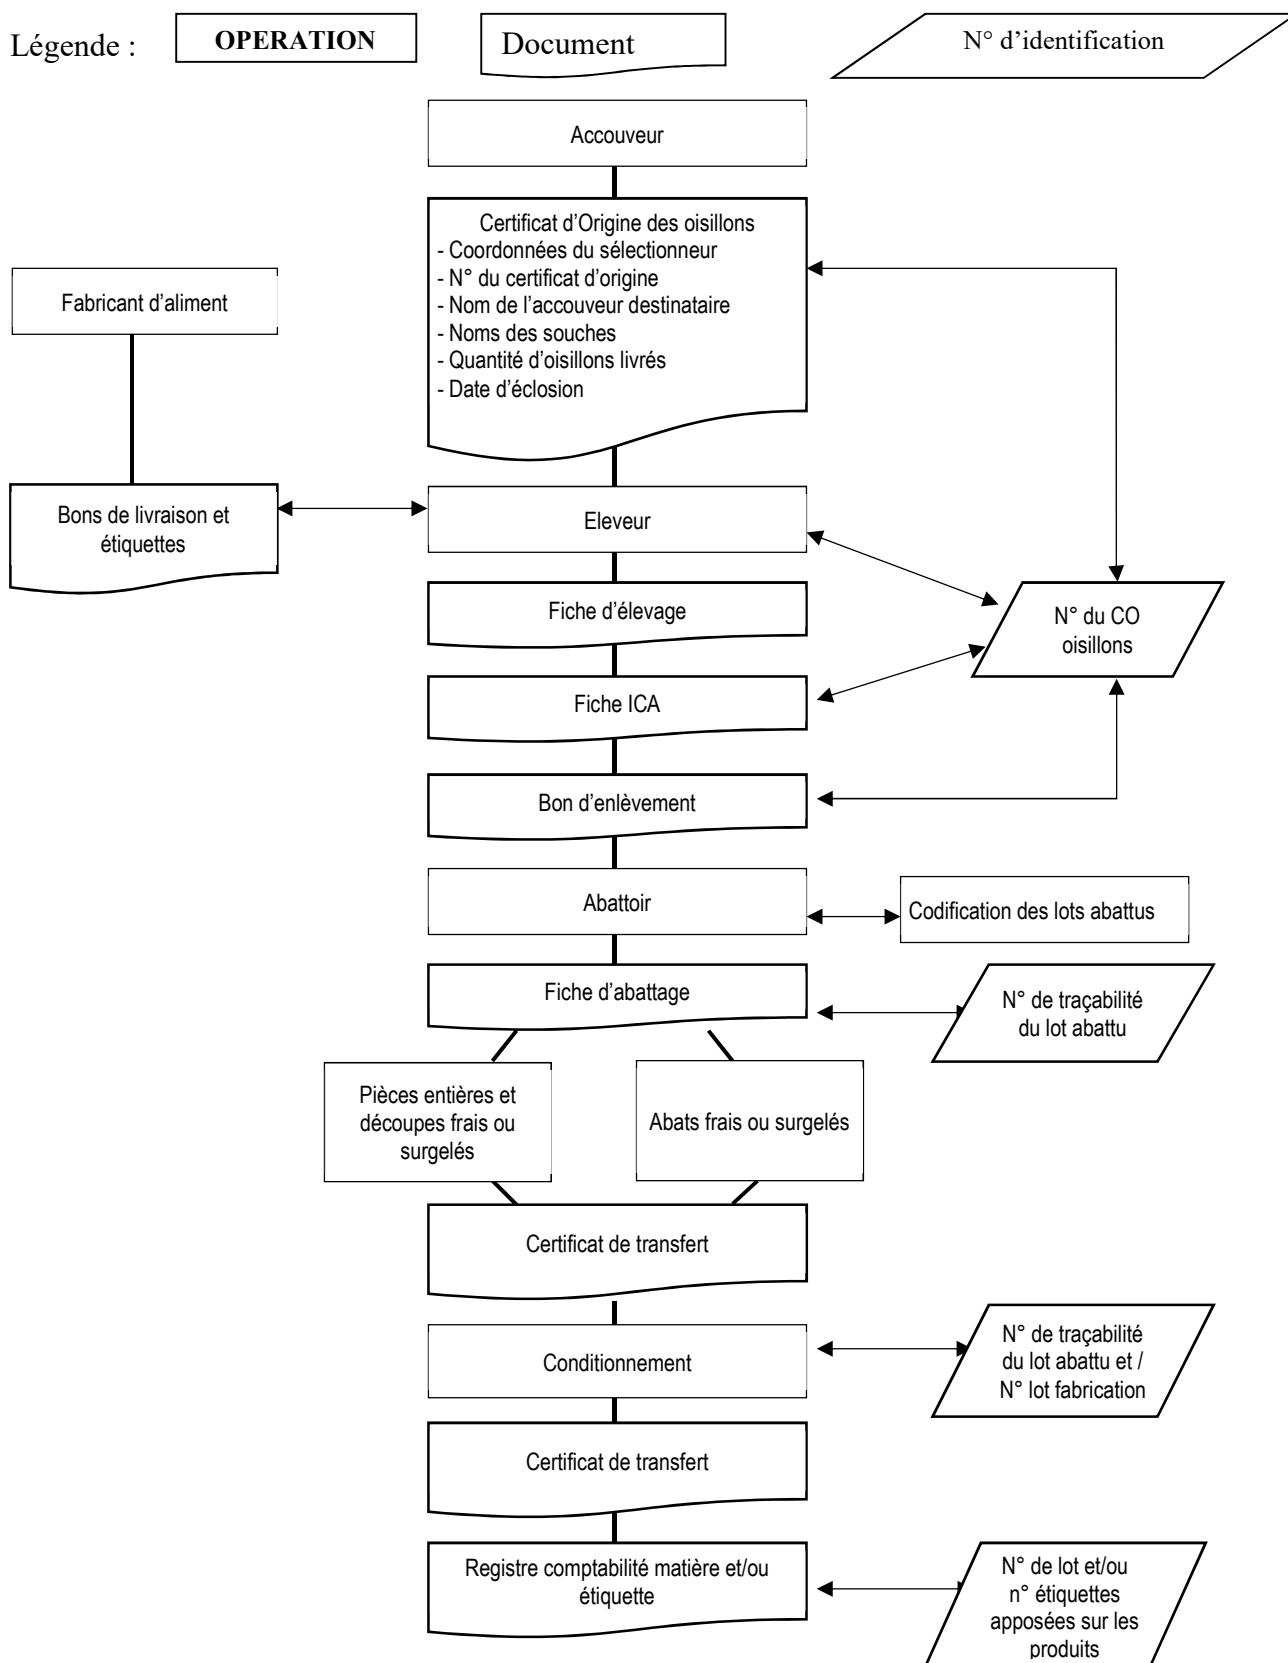 Légende :
OPERATION
Document
N° d’identification
Accouveur
Certificat d’Origine des oisillons
- Coordonnées du sélectionneur
- N° du certificat d’origine
- Nom de l’accouveur destinataire
- Noms des souches
- Quantité d’oisillons livrés
- Date d’éclosion
Fabricant d’aliment
Bons de livraison et
étiquettes
Eleveur
Fiche d’élevage
N° du CO
oisillons
Fiche ICA
Bon d’enlèvement
Abattoir
Codification des lots abattus
Fiche d’abattage
N° de traçabilité
du lot abattu
Pièces entières et
découpes frais ou
surgelés
Abats frais ou surgelés
Certificat de transfert
Conditionnement
N° de traçabilité
du lot abattu et /
N° lot fabrication
Certificat de transfert
Registre comptabilité matière et/ou
étiquette
N° de lot et/ou
n° étiquettes
apposées sur les
produits